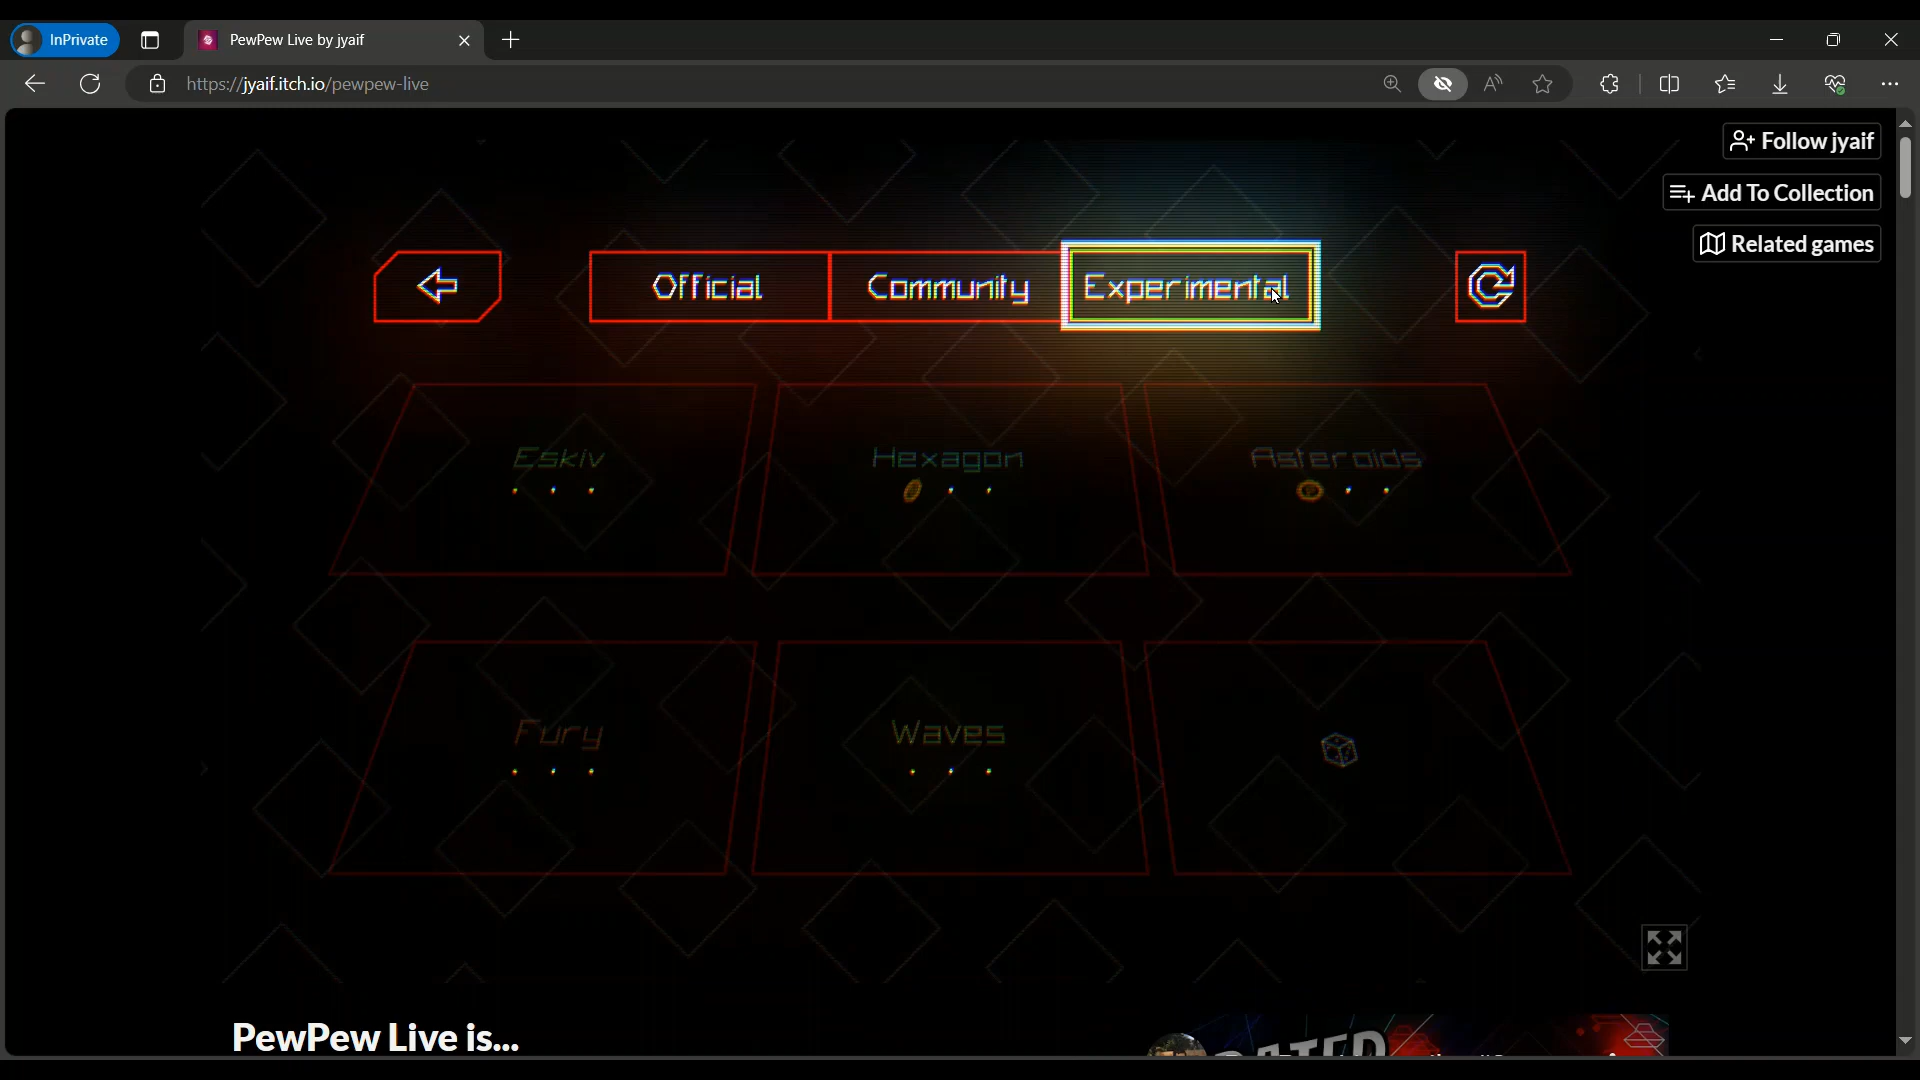 InPrivate
PewPew Live by jyaif
https://jyaif.itch.io/pewpew-live
Follow jyaif
Add To Collection
Related games
Official
Community
Experimental
Eskiv
Hexagon
Asteroids
Fury
Waves
PewPew Live is...